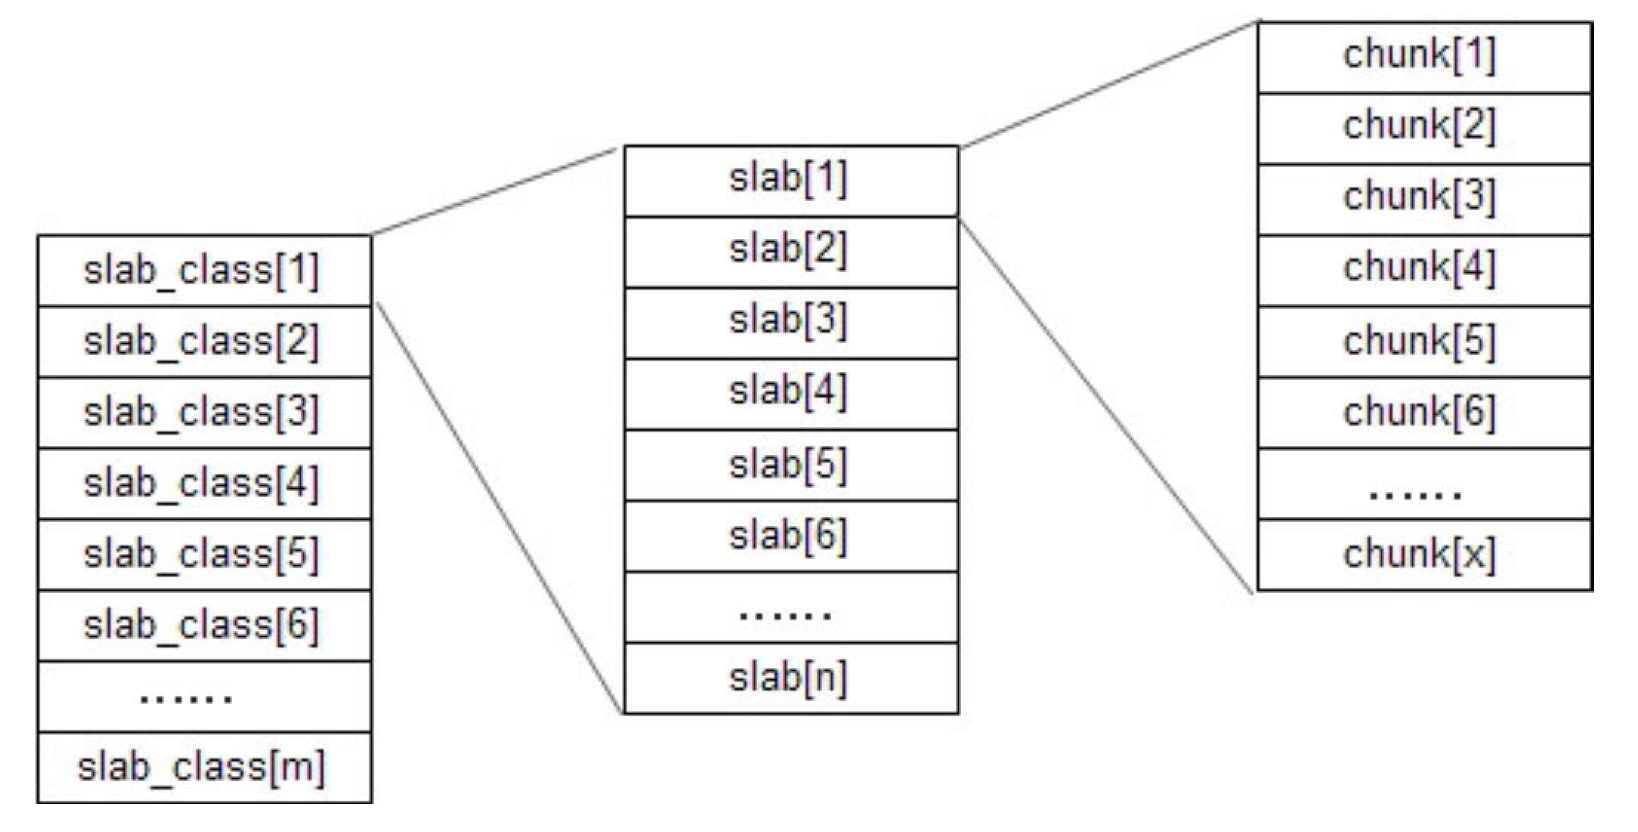 slab_class[1]
slab_class[2]
slab_class[3]
slab_class[4]
slab_class[5]
slab_class[6]
......
slab_class[m]
slab[1]
slab[2]
slab[3]
slab[4]
slab[5]
slab[6]
......
slab[n]
chunk[1]
chunk[2]
chunk[3]
chunk[4]
chunk[5]
chunk[6]
......
chunk[x]